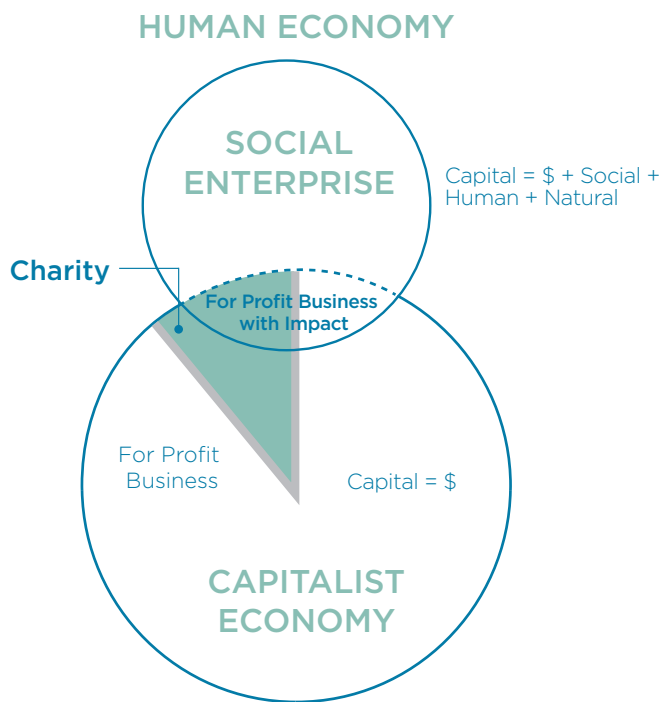 HUMAN ECONOMY
SOCIAL
ENTERPRISE
Capital = $ + Social +
Human + Natural
Charity
For Profit Business
with Impact
For Profit
Business
Capital = $
CAPITALIST
ECONOMY